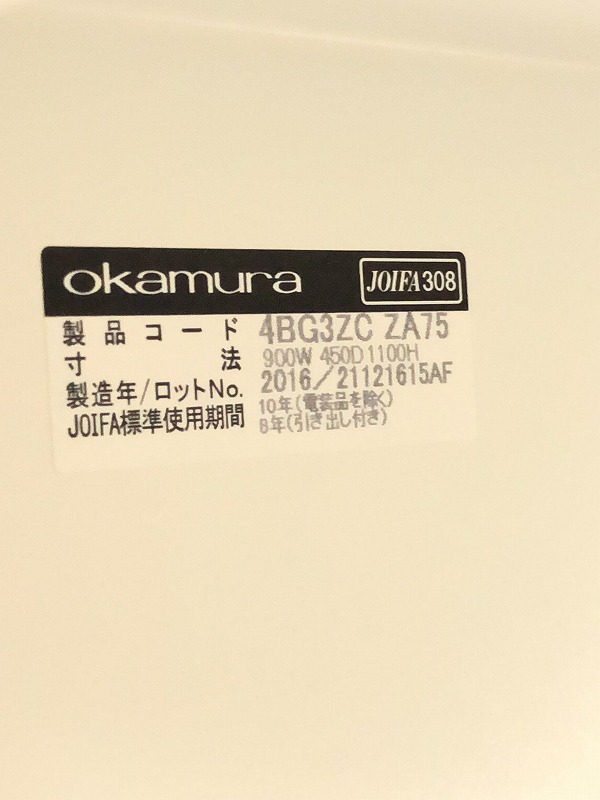 okamura JOIFA308
製品コード 4BG3ZC ZA75
寸法 900W 450D 1100H
製造年/ロットNo. 2016/21121615AF
JOIFA標準使用期間 10年(電装品を除く)
8年(引き出し付き)